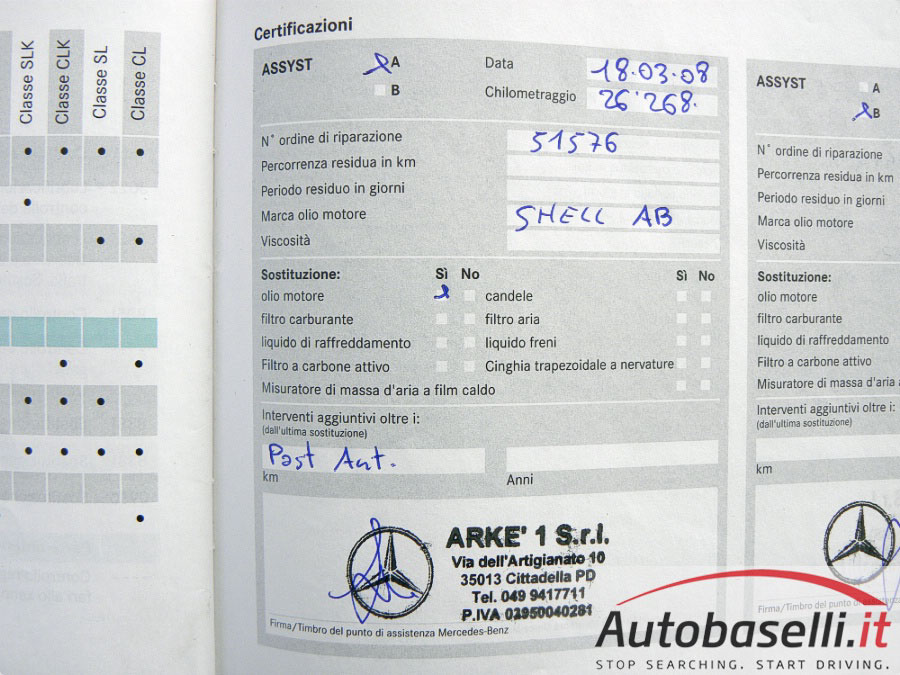 Classe SLK
Classe CLK
Classe SL
Classe CL
Certificazioni
ASSYST
A
B
Data 18.03.08
Chilometraggio 26'268.
N° ordine di riparazione 51576
Percorrenza residua in km
Periodo residuo in giorni
Marca olio motore SHELL AB
Viscosità
Sostituzione: Sì No Sì No
olio motore candele
filtro carburante filtro aria
liquido di raffreddamento liquido freni
Filtro a carbone attivo Cinghia trapezoidale a nervature
Misuratore di massa d'aria a film caldo
Interventi aggiuntivi oltre i:
(dall'ultima sostituzione)
Past Ant.
km Anni
ARKE' 1 S.r.l.
Via dell'Artigianato 10
35013 Cittadella PD
Tel. 049 9417711
P.IVA 03950040281
Firma/Timbro del punto di assistenza Mercedes-Benz
ASSYST
A
B
N° ordine di riparazione
Percorrenza residua in km
Periodo residuo in giorni
Marca olio motore
Viscosità
Sostituzione:
olio motore
filtro carburante
liquido di raffreddamento
Filtro a carbone attivo
Misuratore di massa d'aria a
Interventi aggiuntivi oltre i:
(dall'ultima sostituzione)
km
Firma/Timbro del punto di assistenza
Autobaselli.it
STOP SEARCHING. START DRIVING.